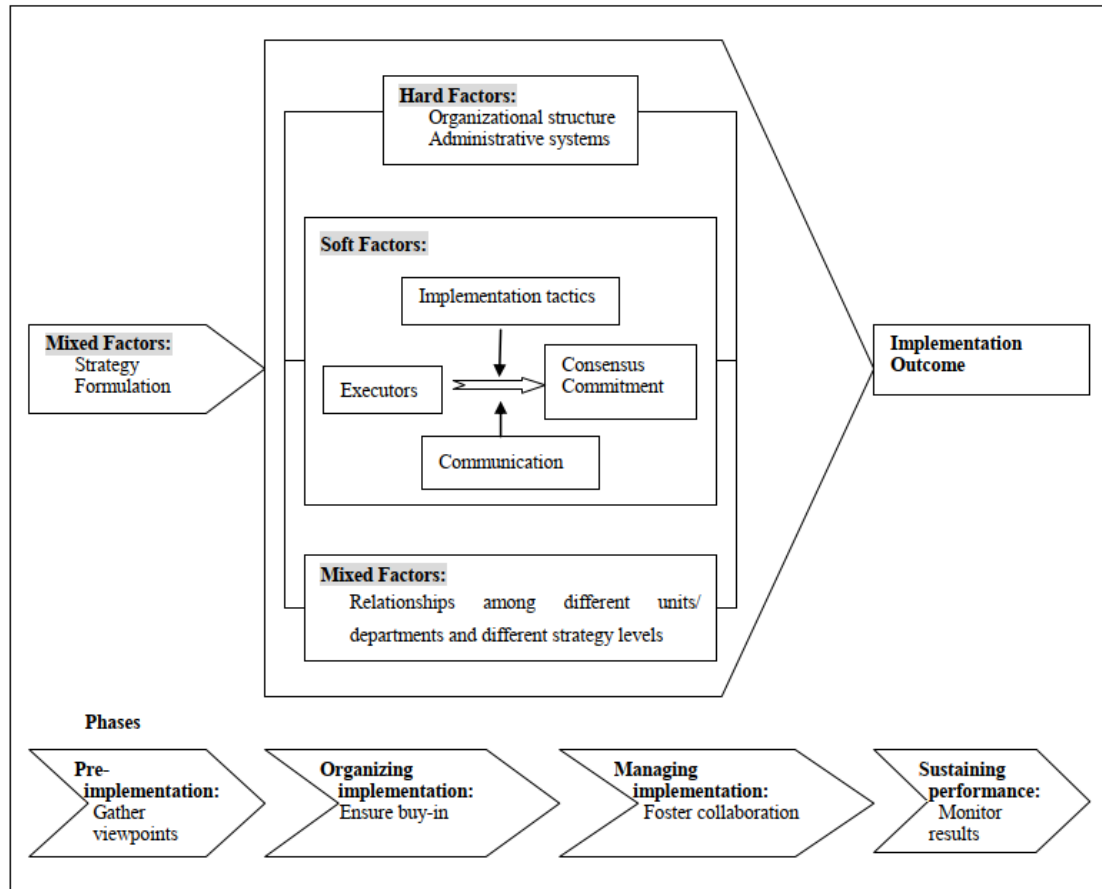 Hard Factors:
Organizational structure
Administrative systems
Soft Factors:
Implementation tactics
Mixed Factors:
Strategy
Formulation
Executors
Consensus
Commitment
Implementation
Outcome
Communication
Mixed Factors:
Relationships among different units/
departments and different strategy levels
Phases
Pre-
implementation:
Gather
viewpoints
Organizing
implementation:
Ensure buy-in
Managing
implementation:
Foster collaboration
Sustaining
performance:
Monitor
results